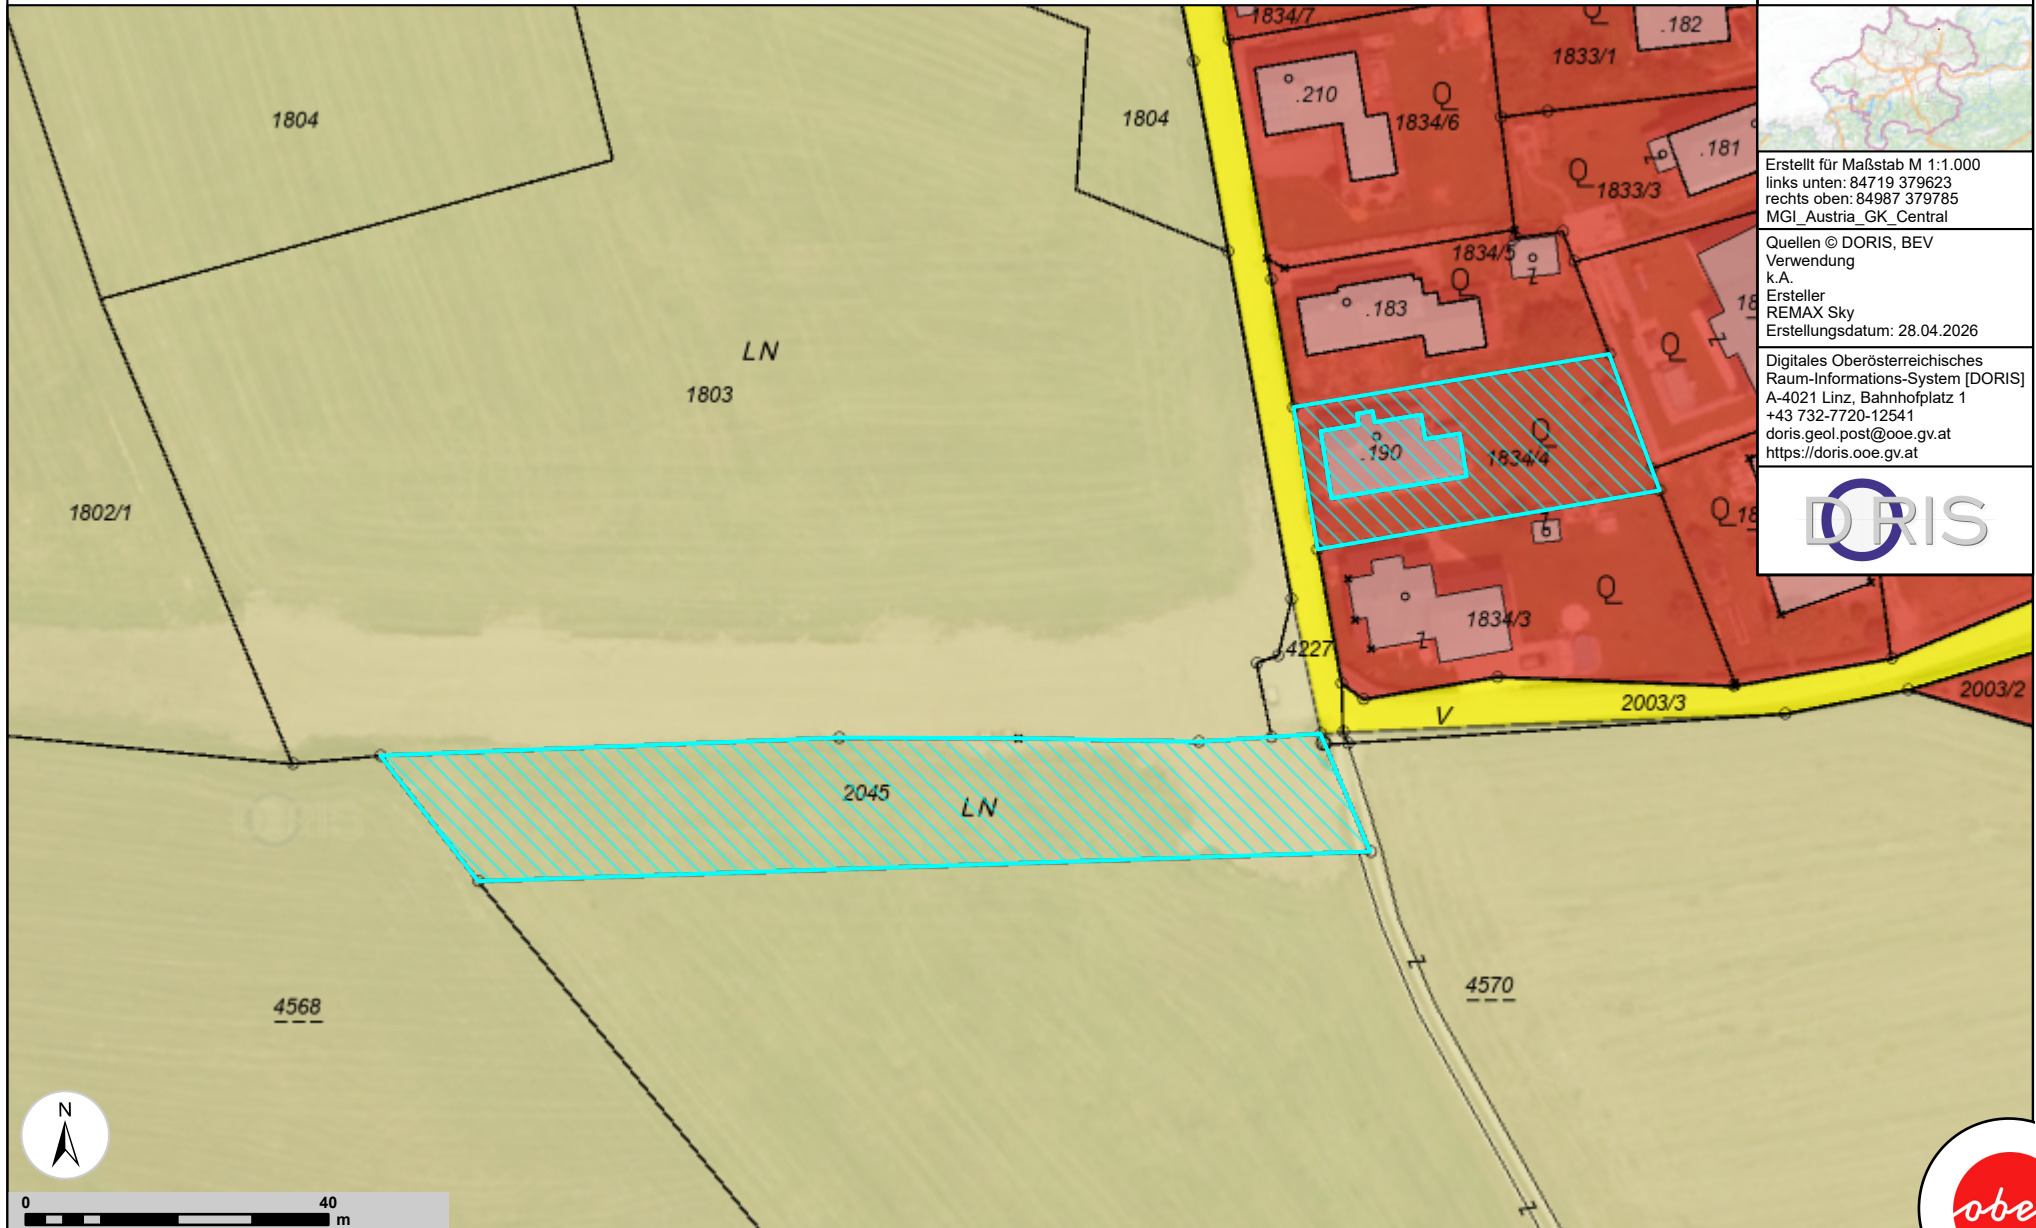 1834/7
.182
1833/1
1804
1804
.210
1834/6
.181
1833/3
Erstellt für Maßstab M 1:1.000
links unten: 84719 379623
rechts oben: 84987 379785
MGI_Austria_GK_Central
Quellen © DORIS, BEV
Verwendung
k.A.
Ersteller
REMAX Sky
Erstellungsdatum: 28.04.2026
Digitales Oberösterreichisches
Raum-Informations-System [DORIS]
A-4021 Linz, Bahnhofplatz 1
+43 732-7720-12541
doris.geol.post@ooe.gv.at
https://doris.ooe.gv.at
DORIS
1834/5
.183
LN
1803
.190
1834/4
1802/1
1834/3
4227
2003/3
2003/2
V
2045
LN
4568
4570
N
0 40
m
obe